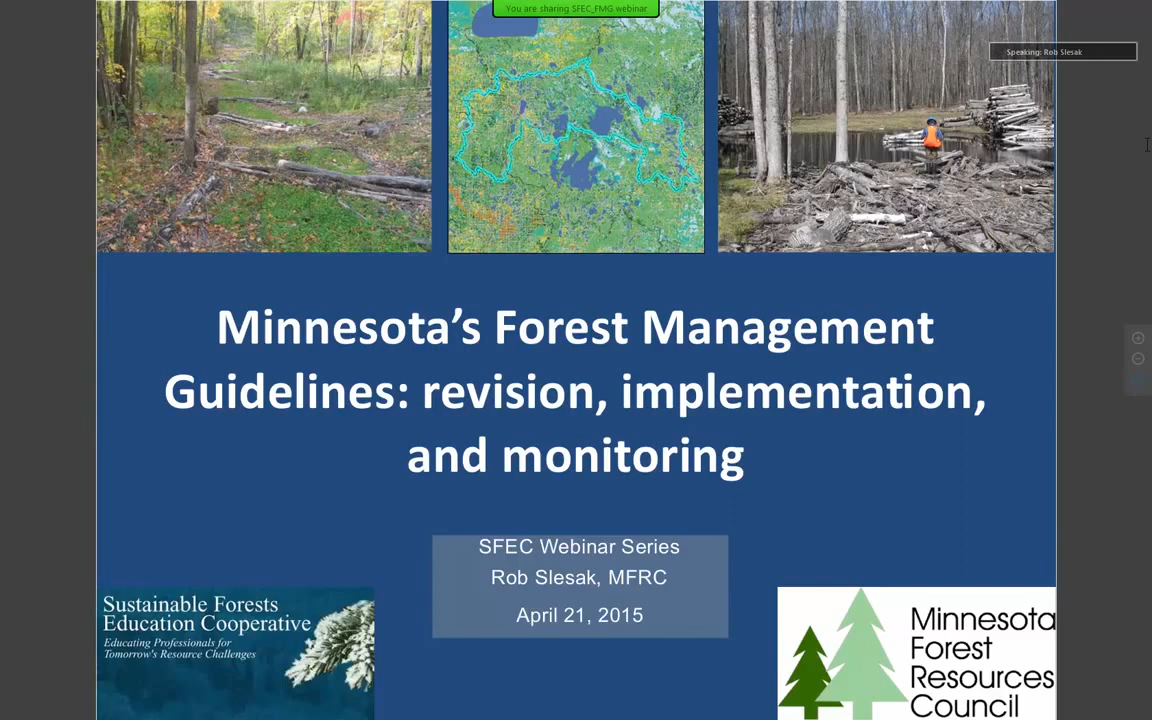 You are sharing SFEC_FMG webinar
Speaking: Rob Slesak
Minnesota’s Forest Management
Guidelines: revision, implementation,
and monitoring
SFEC Webinar Series
Rob Slesak, MFRC
April 21, 2015
Sustainable Forests
Education Cooperative
Educating Professionals for
Tomorrow's Resource Challenges
Minnesota
Forest
Resources
Council